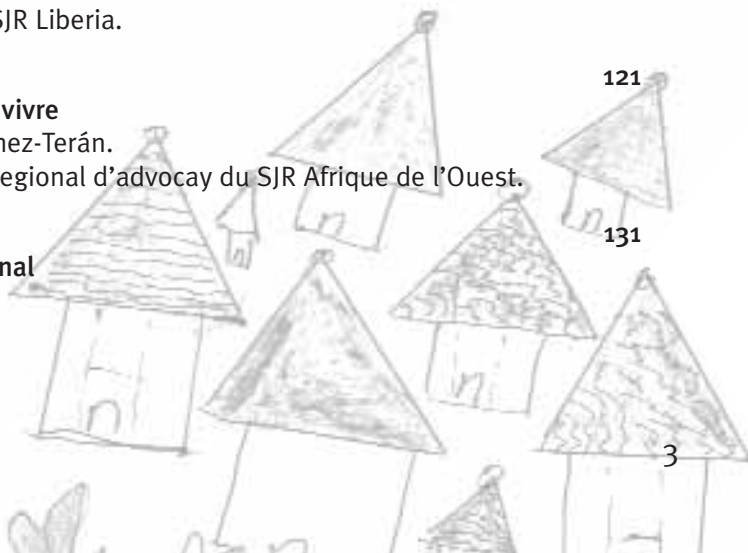 SJR Liberia.
121
vivre
nez-Terán.
egional d'advocay du SJR Afrique de l'Ouest.
131
nal
3